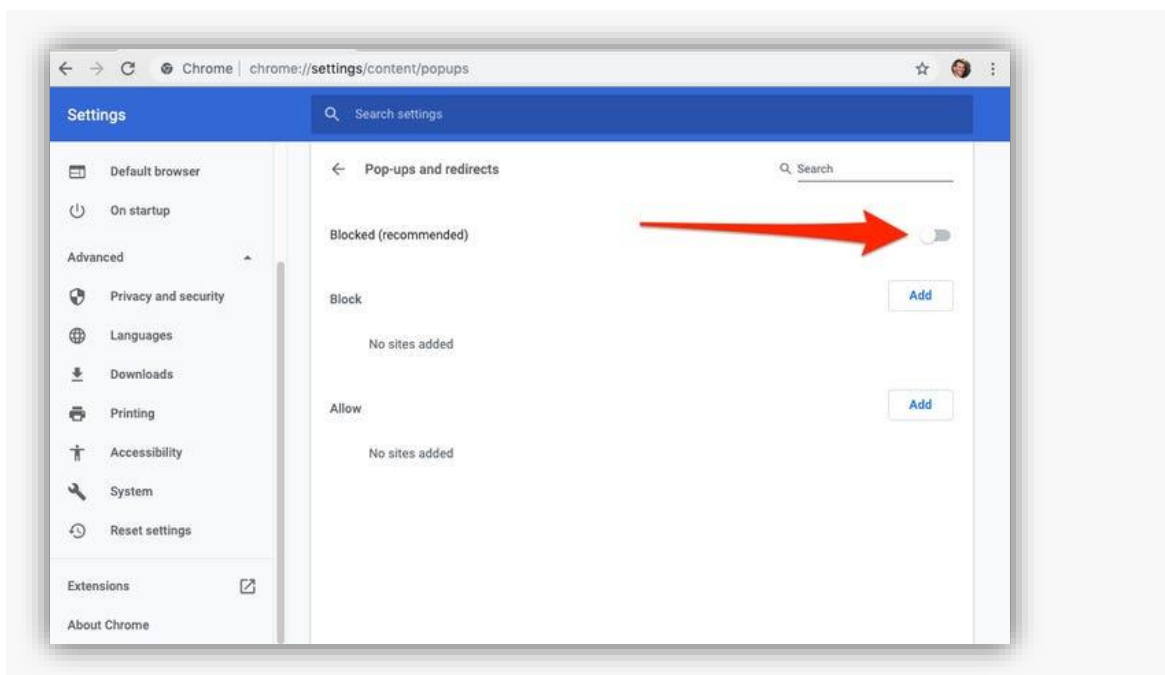 Chrome | chrome://settings/content/popups
Settings
Search settings
Default browser
On startup
Advanced
Privacy and security
Languages
Downloads
Printing
Accessibility
System
Reset settings
Extensions
About Chrome
Pop-ups and redirects
Search
Blocked (recommended)
Block
Add
No sites added
Allow
Add
No sites added